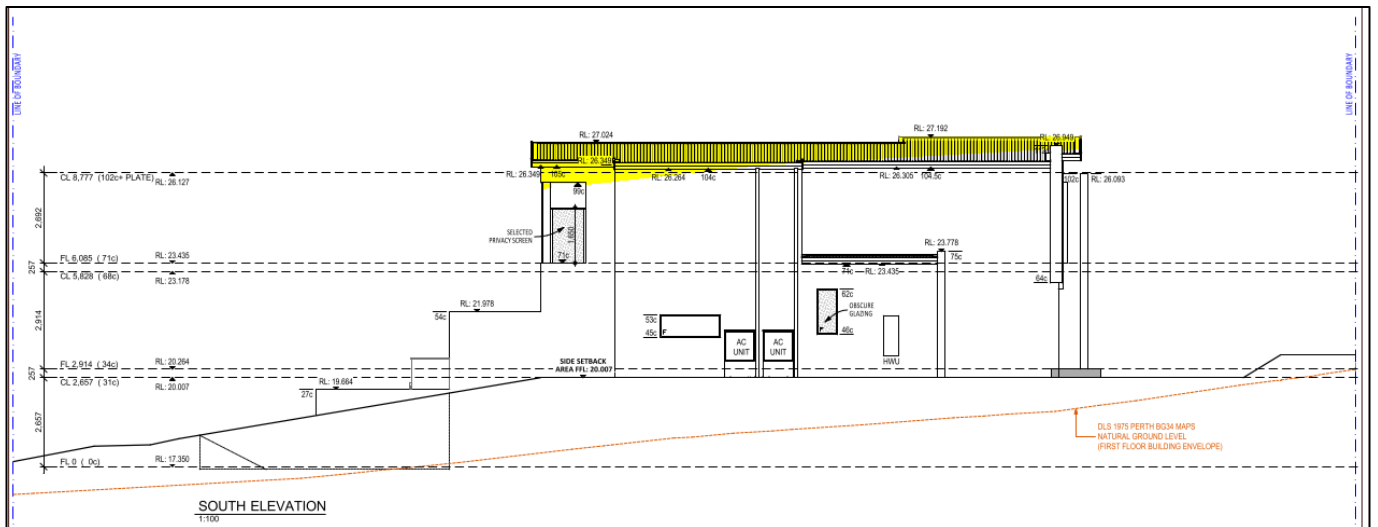 LINE OF BOUNDARY
LINE OF BOUNDARY
RL: 27.024
RL: 27.192
RL: 26.949
RL: 26.349
RL: 26.349
105c
RL: 26.264
104c
RL: 26.305
104.5c
CL 8,777 (102c+ PLATE)
RL: 26.127
99c
102c
RL: 26.093
2,692
SELECTED
PRIVACY SCREEN
1,650
71c
RL: 23.778
75c
FL 6,085 (71c)
RL: 23.435
71c
RL: 23.435
257
CL 5,828 (68c)
RL: 23.178
64c
62c
OBSCURE
GLAZING
46c
RL: 21.978
54c
53c
45c
F
F
2,914
AC
UNIT
AC
UNIT
HWU
SIDE SETBACK
AREA FFL: 20.007
FL 2,914 ( 34c)
RL: 20.264
257
CL 2,657 ( 31c)
RL: 20.007
RL: 19.664
27c
2,657
DLS 1975 PERTH BG34 MAPS
NATURAL GROUND LEVEL
(FIRST FLOOR BUILDING ENVELOPE)
FL 0 ( 0c)
RL: 17.350
SOUTH ELEVATION
1:100